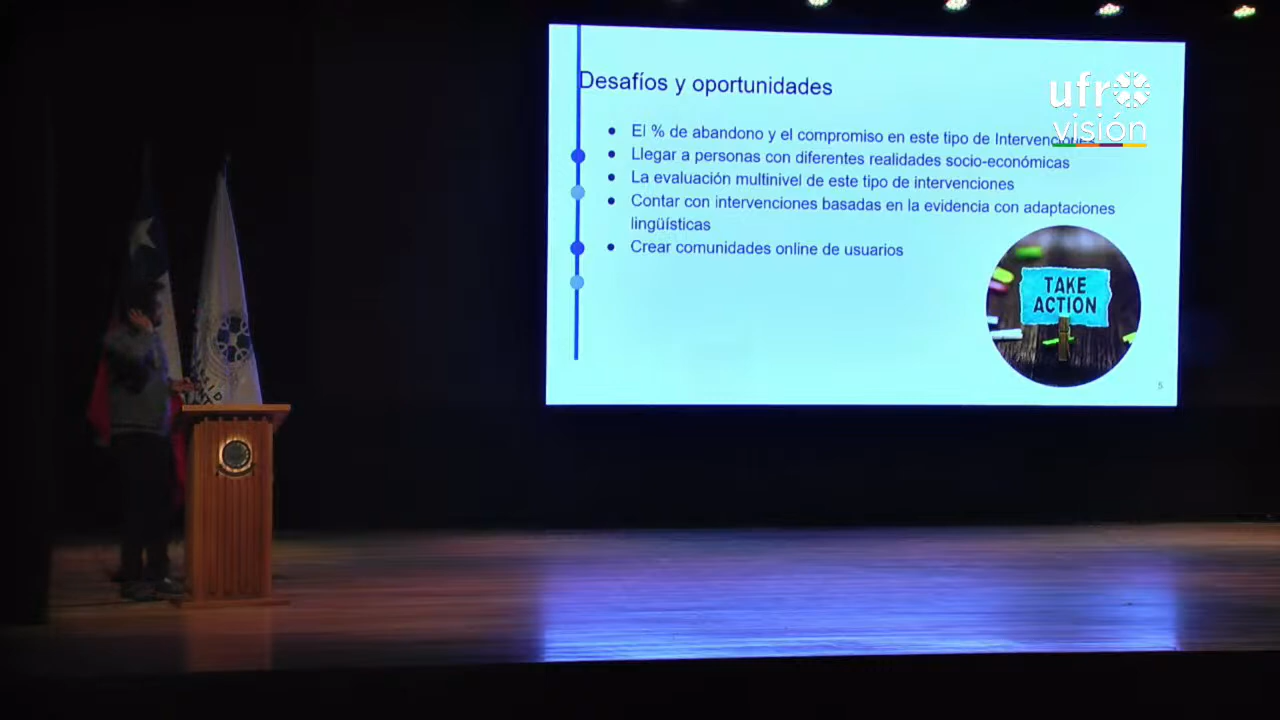 Desafíos y oportunidades
ufro
visión
El % de abandono y el compromiso en este tipo de Intervenciones
Llegar a personas con diferentes realidades socio-económicas
La evaluación multinivel de este tipo de intervenciones
Contar con intervenciones basadas en la evidencia con adaptaciones
lingüísticas
Crear comunidades online de usuarios
TAKE
ACTION
5